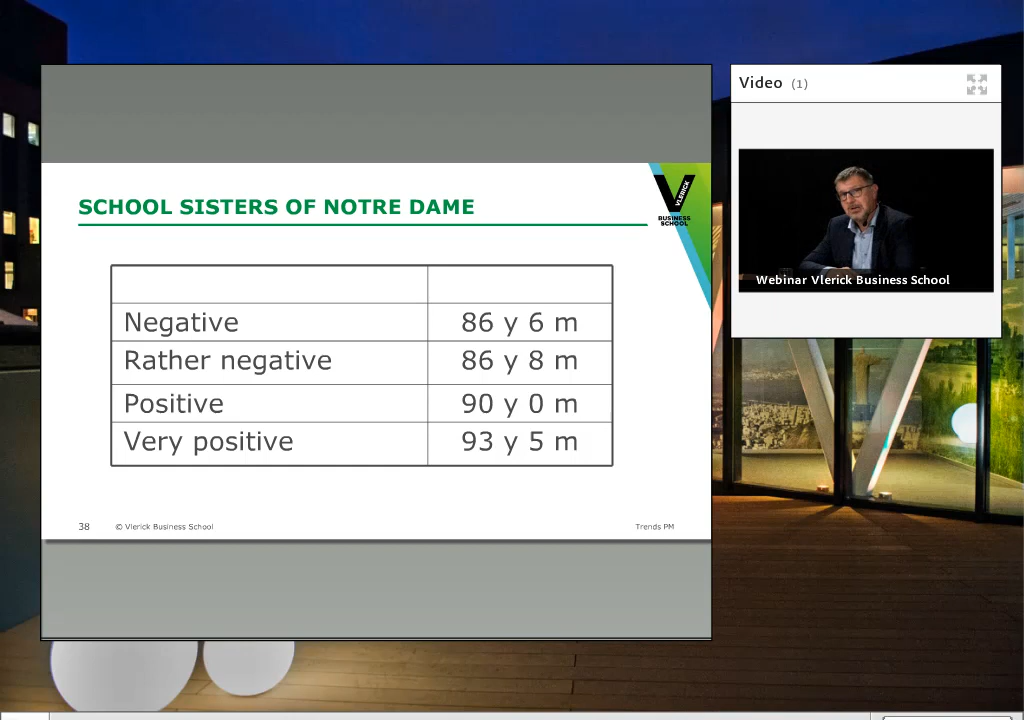 SCHOOL SISTERS OF NOTRE DAME
VLERICK
BUSINESS
SCHOOL
Negative 86 y 6 m
Rather negative 86 y 8 m
Positive 90 y 0 m
Very positive 93 y 5 m
38 © Vlerick Business School Trends PM
Video (1)
Webinar Vlerick Business School